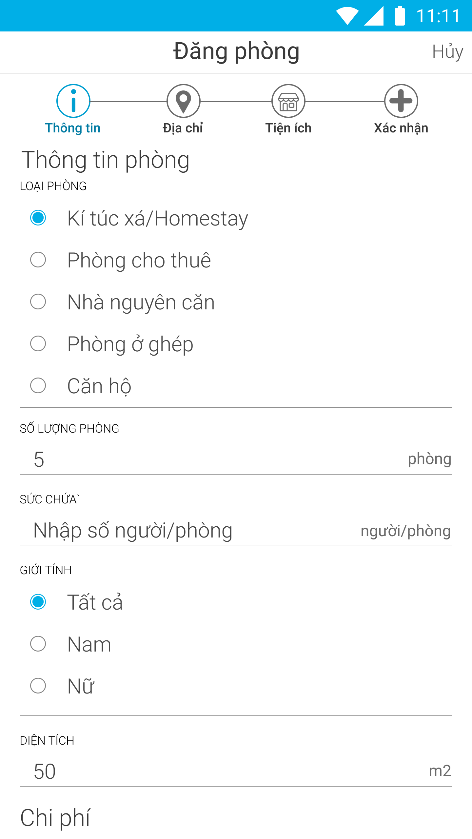 11:11
Đăng phòng
Hủy
Thông tin
Địa chỉ
Tiện ích
Xác nhận
Thông tin phòng
LOẠI PHÒNG
Kí túc xá/Homestay
Phòng cho thuê
Nhà nguyên căn
Phòng ở ghép
Căn hộ
SỐ LƯỢNG PHÒNG
5 phòng
SỨC CHỨA`
Nhập số người/phòng người/phòng
GIỚI TÍNH
Tất cả
Nam
Nữ
DIỆN TÍCH
50 m2
Chi phí